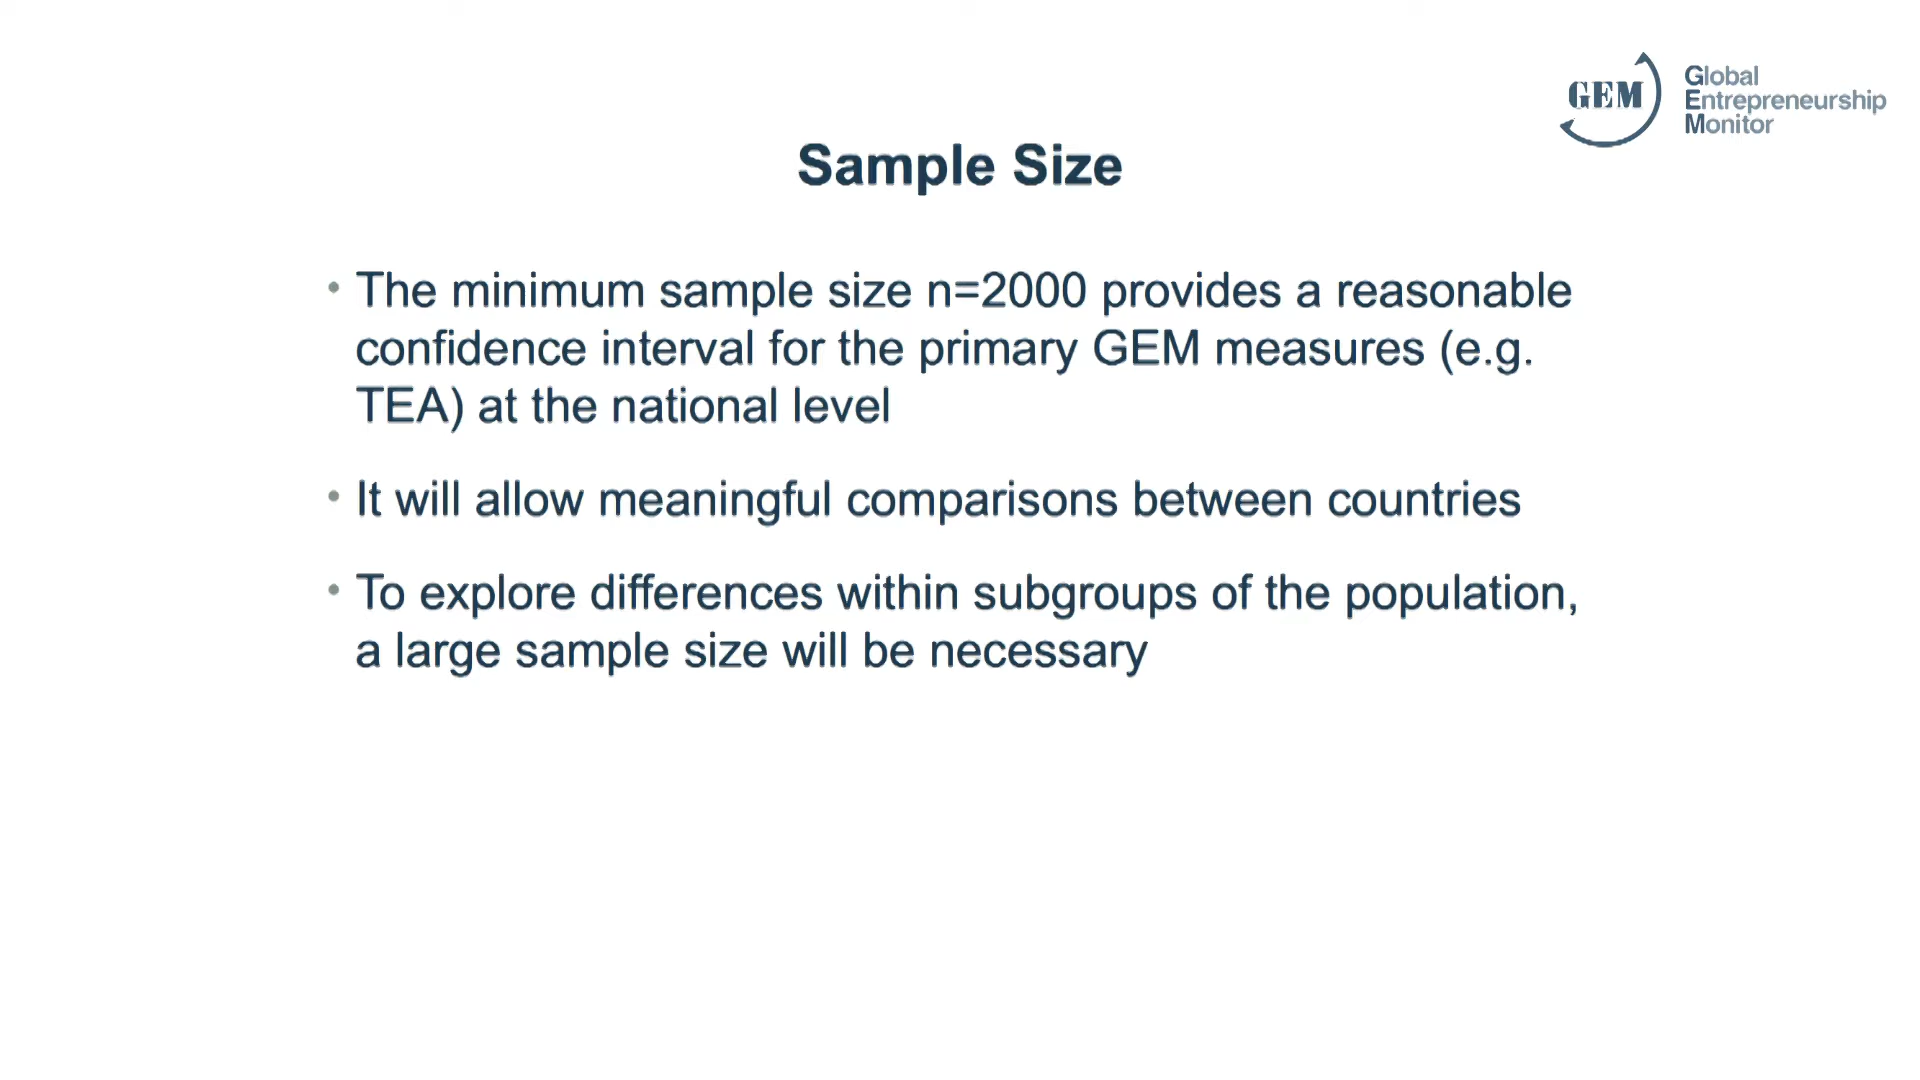 GEM
Global
Entrepreneurship
Monitor
Sample Size
• The minimum sample size n=2000 provides a reasonable
confidence interval for the primary GEM measures (e.g.
TEA) at the national level
• It will allow meaningful comparisons between countries
• To explore differences within subgroups of the population,
a large sample size will be necessary